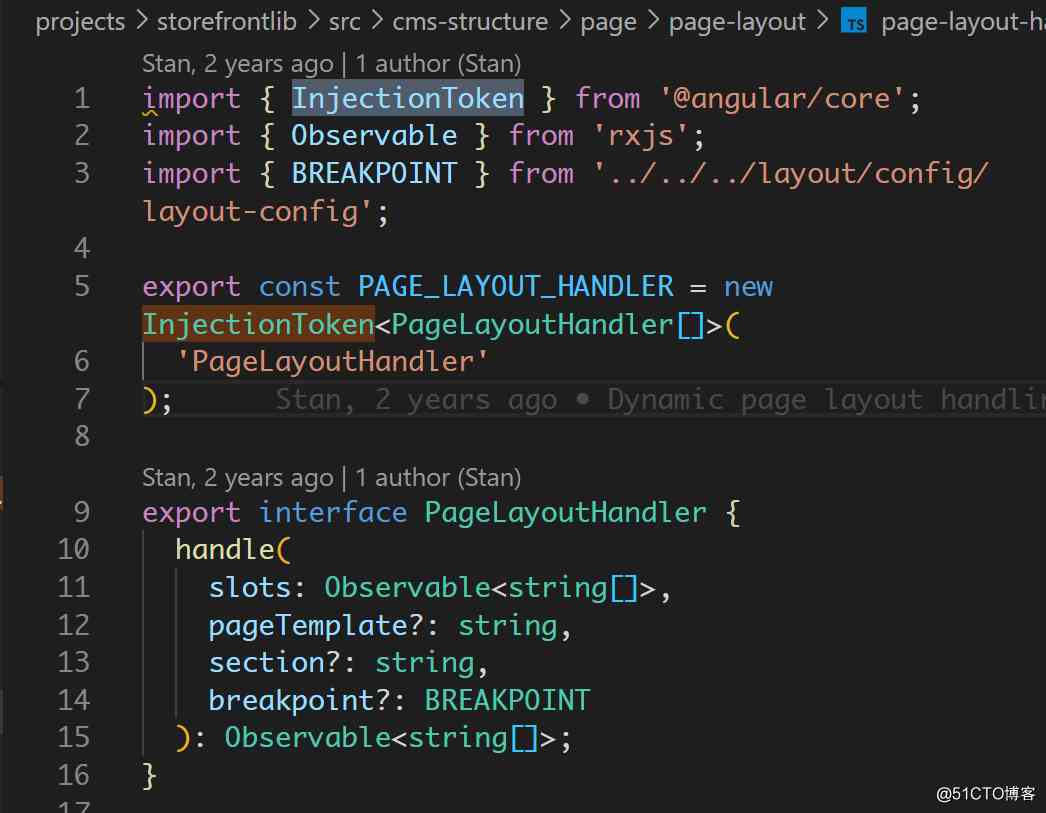 projects > storefrontlib > src > cms-structure > page > page-layout > TS page-layout-ha
Stan, 2 years ago | 1 author (Stan)
1 import { InjectionToken } from '@angular/core';
2 import { Observable } from 'rxjs';
3 import { BREAKPOINT } from '../../../layout/config/
layout-config';
4
5 export const PAGE_LAYOUT_HANDLER = new
InjectionToken<PageLayoutHandler[]>(
6 'PageLayoutHandler'
7 ); Stan, 2 years ago • Dynamic page layout handlin
8
Stan, 2 years ago | 1 author (Stan)
9 export interface PageLayoutHandler {
10 handle(
11 slots: Observable<string[]>,
12 pageTemplate?: string,
13 section?: string,
14 breakpoint?: BREAKPOINT
15 ): Observable<string[]>;
16 }
17
@51CTO博客